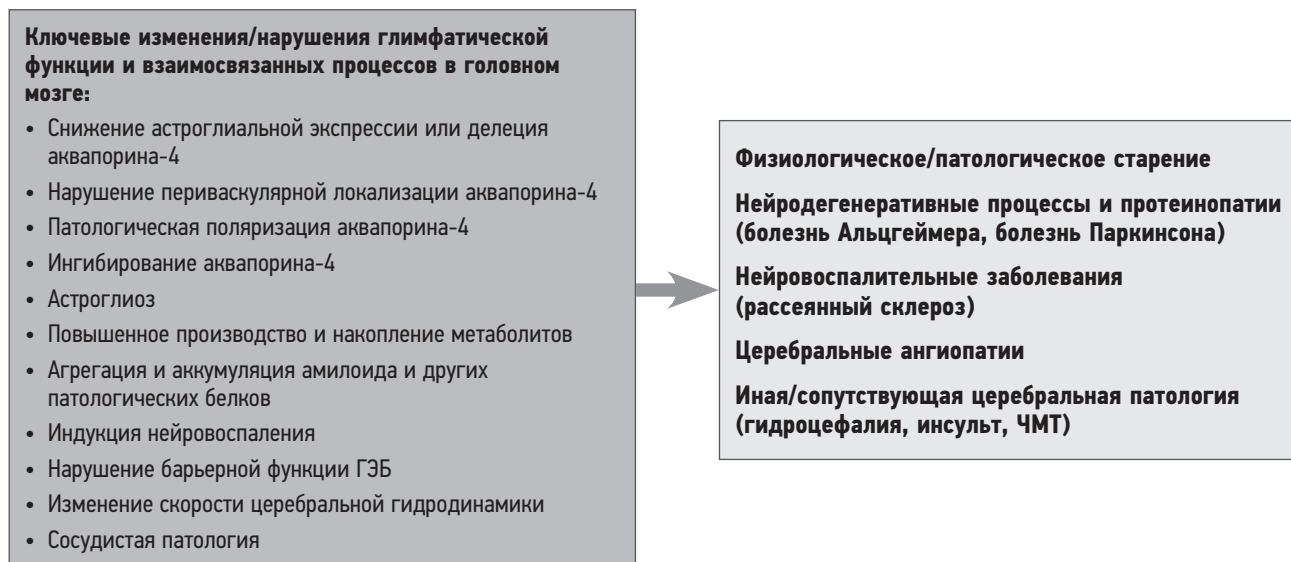 Ключевые изменения/нарушения глимфатической
функции и взаимосвязанных процессов в головном
мозге:
• Снижение астроглиальной экспрессии или делеция
аквапорина-4
• Нарушение периваскулярной локализации аквапорина-4
• Патологическая поляризация аквапорина-4
• Ингибирование аквапорина-4
• Астроглиоз
• Повышенное производство и накопление метаболитов
• Агрегация и аккумуляция амилоида и других
патологических белков
• Индукция нейровоспаления
• Нарушение барьерной функции ГЭБ
• Изменение скорости церебральной гидродинамики
• Сосудистая патология
Физиологическое/патологическое старение
Нейродегенеративные процессы и протеинопатии
(болезнь Альцгеймера, болезнь Паркинсона)
Нейровоспалительные заболевания
(рассеянный склероз)
Церебральные ангиопатии
Иная/сопутствующая церебральная патология
(гидроцефалия, инсульт, ЧМТ)